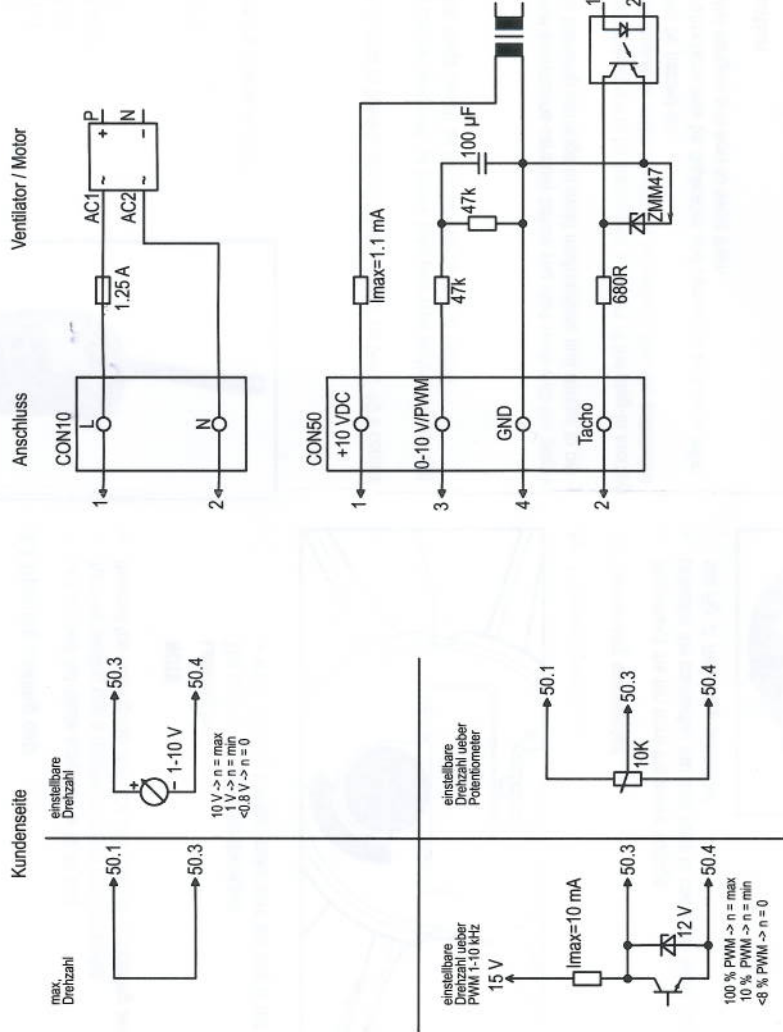 Kundenseite
Anschluss
Ventilator / Motor
max,
Drehzahl
50.1
50.3
einstellbare
Drehzahl
+
− 1-10 V
50.3
50.4
10 V -> n = max
1 V -> n = min
<0.8 V -> n = 0
einstellbare
Drehzahl ueber
PWM 1-10 kHz
15 V
Imax=10 mA
50.3
12 V
50.4
100 % PWM -> n = max
10 % PWM -> n = min
<8 % PWM -> n = 0
einstellbare
Drehzahl ueber
Potentiometer
50.1
50.3
10K
50.4
CON10
1
L
2
N
1.25 A
AC1
AC2
~
~
+
−
P
N
CON50
1
+10 VDC
3
0-10 V/PWM
4
GND
2
Tacho
Imax=1.1 mA
47k
47k
100 µF
680R
ZMM47
1
2